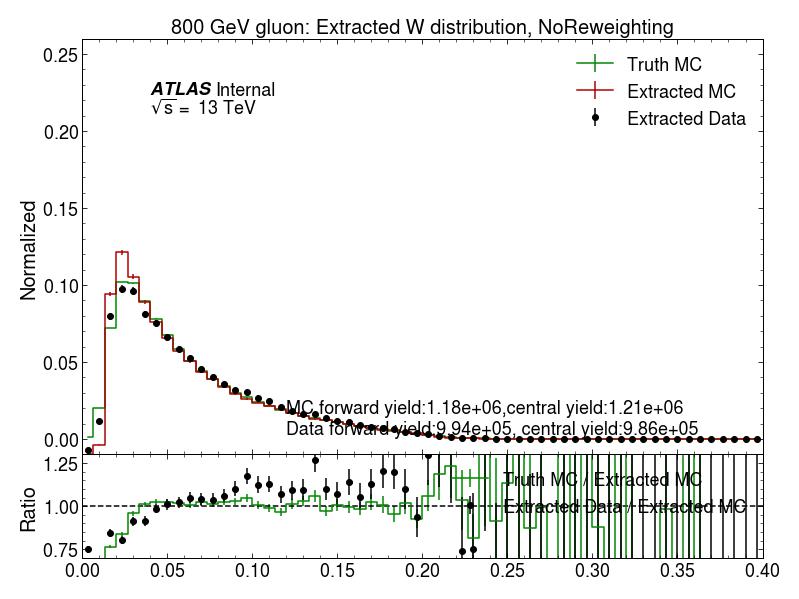 800 GeV gluon: Extracted W distribution, NoReweighting
0.25
0.20
0.15
0.10
0.05
0.00
Normalized
ATLAS Internal
√s = 13 TeV
Truth MC
Extracted MC
Extracted Data
MC forward yield:1.18e+06,central yield:1.21e+06
Data forward yield:9.94e+05, central yield:9.86e+05
1.25
1.00
0.75
Ratio
Truth MC / Extracted MC
Extracted Data / Extracted MC
0.00 0.05 0.10 0.15 0.20 0.25 0.30 0.35 0.40